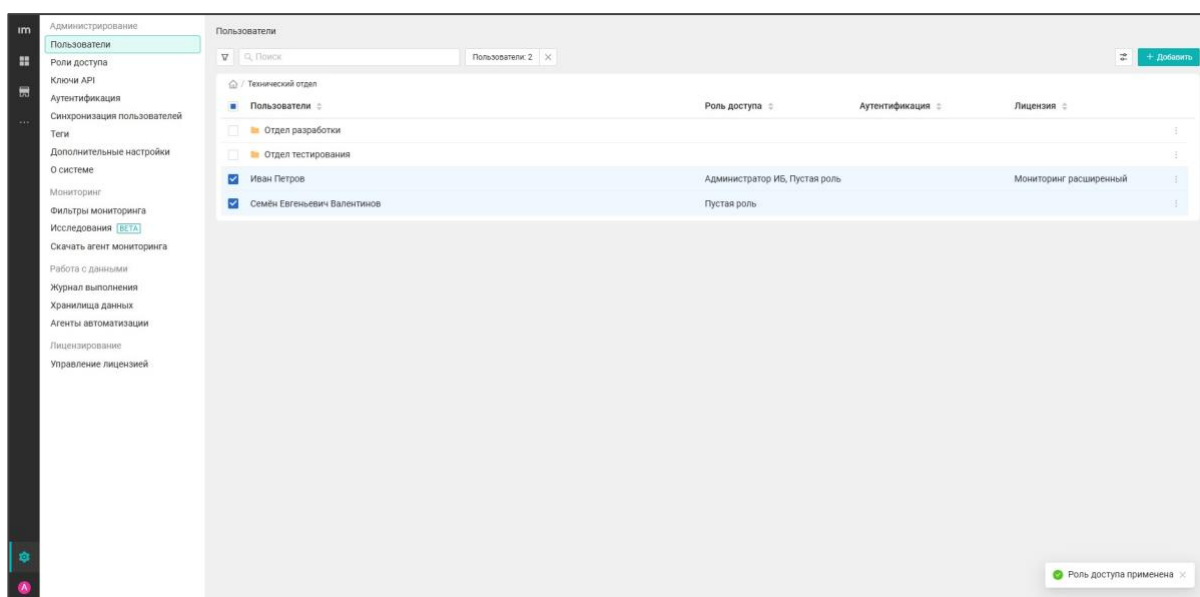 ım
Администрирование
Пользователи
Роли доступа
Ключи API
Аутентификация
Синхронизация пользователей
Теги
Дополнительные настройки
О системе
Мониторинг
Фильтры мониторинга
Исследования BETA
Скачать агент мониторинга
Работа с данными
Журнал выполнения
Хранилища данных
Агенты автоматизации
Лицензирование
Управление лицензией
Пользователи
Поиск
Пользователи: 2
+ Добавить
/ Технический отдел
Пользователи Роль доступа Аутентификация Лицензия
Отдел разработки
Отдел тестирования
Иван Петров Администратор ИБ, Пустая роль Мониторинг расширенный
Семён Евгеньевич Валентинов Пустая роль
Роль доступа применена